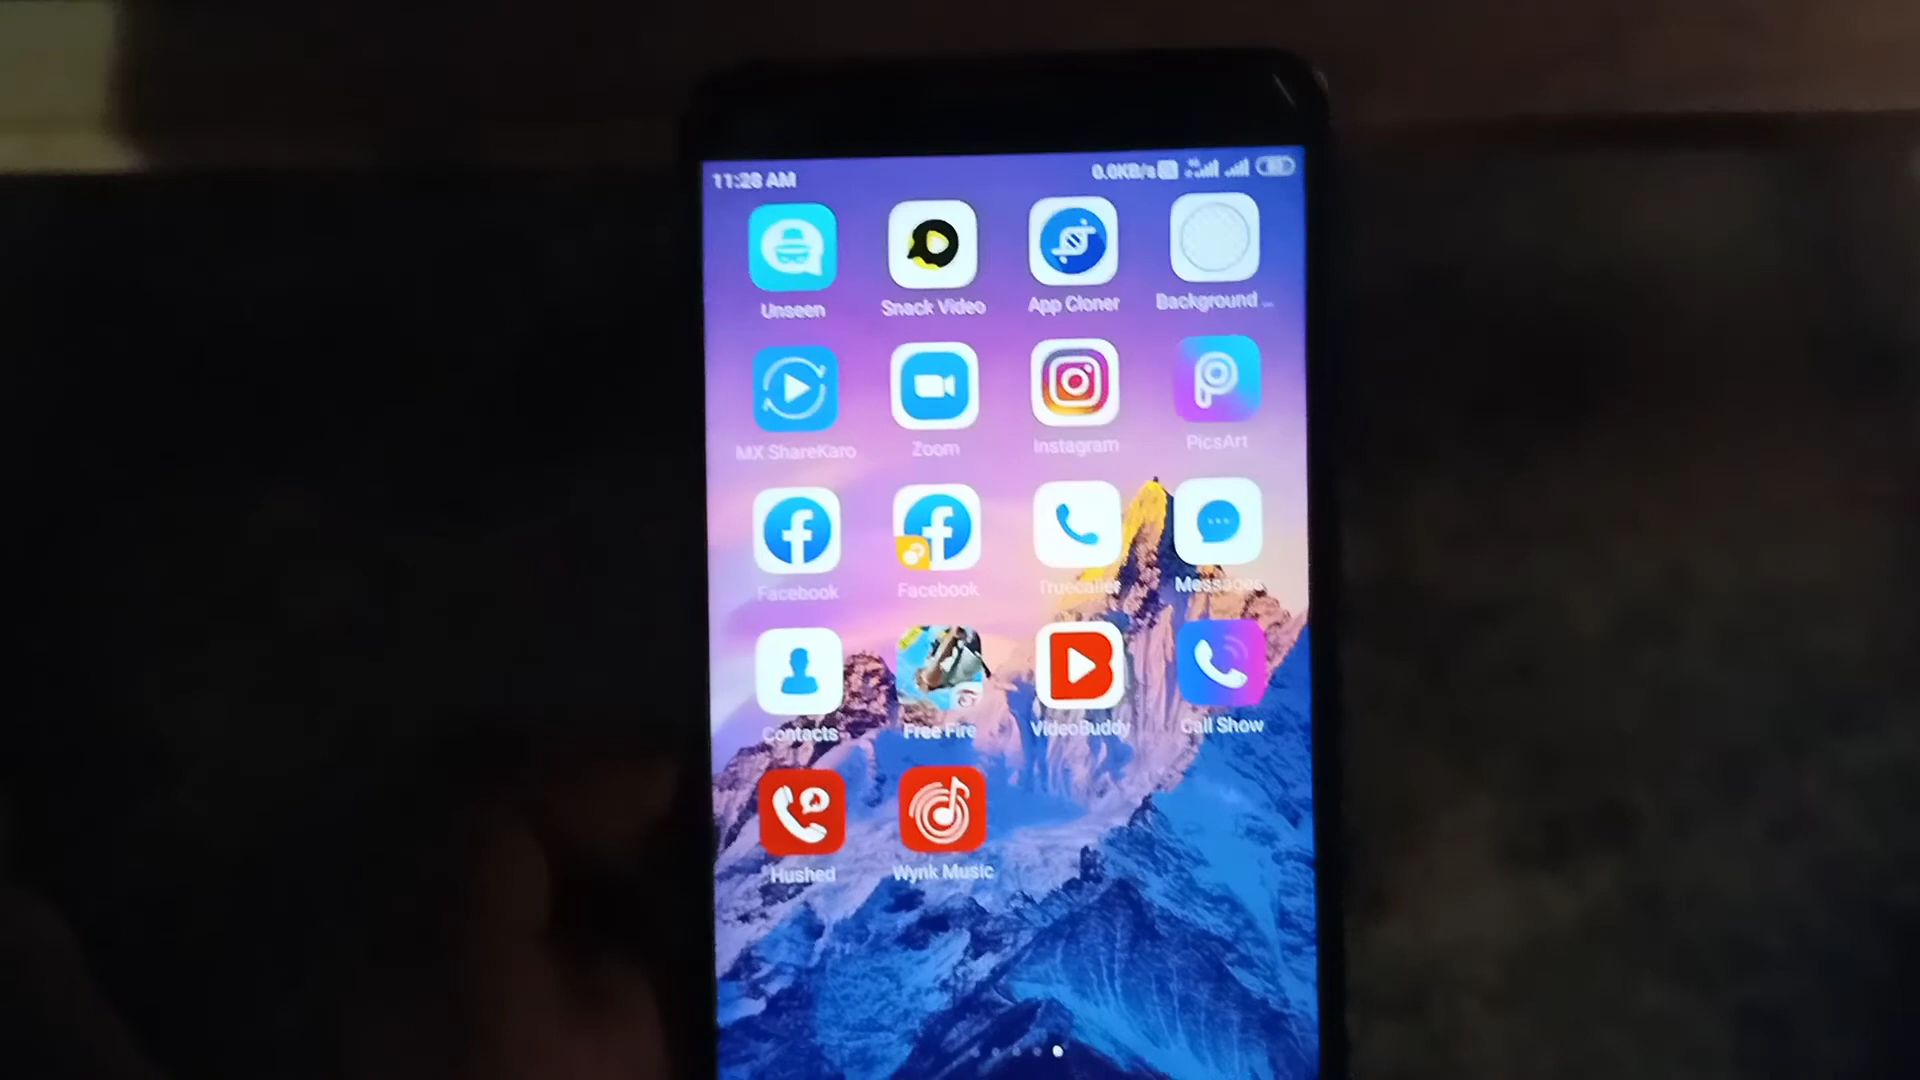 11:28 AM 0.0KB/s
Unseen Snack Video App Cloner Background ...
MX ShareKaro Zoom Instagram PicsArt
Facebook Facebook Truecaller Messages
Contacts Free Fire VideoBuddy Call Show
Hushed Wynk Music